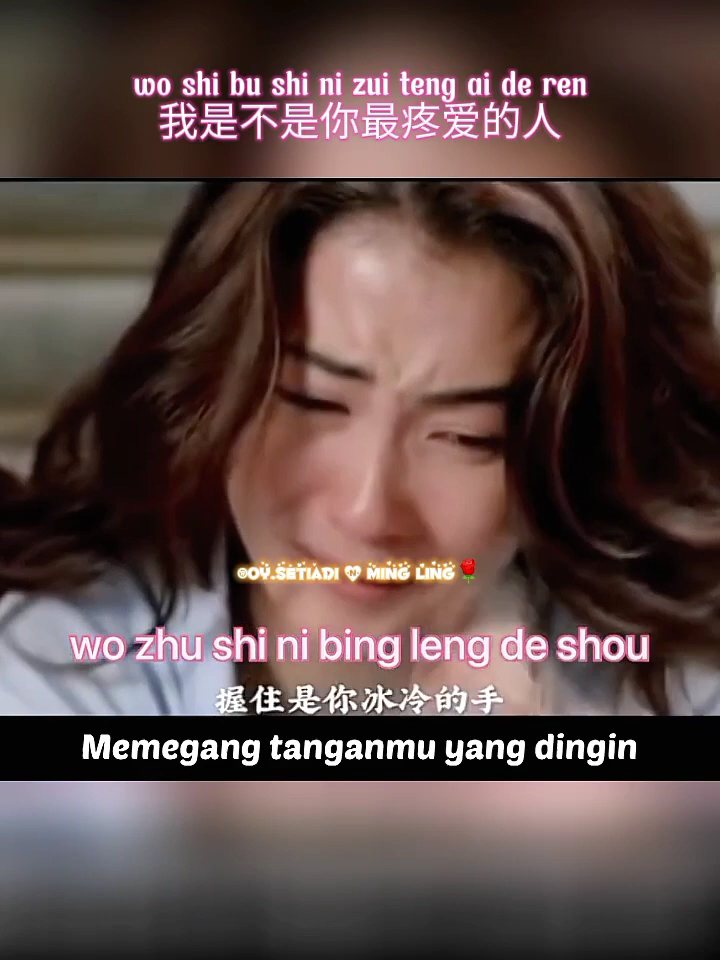 wo shi bu shi ni zui teng ai de ren
我是不是你最疼爱的人
©OY.SETIADI MING LING
wo zhu shi ni bing leng de shou
握住是你冰冷的手
Memegang tanganmu yang dingin